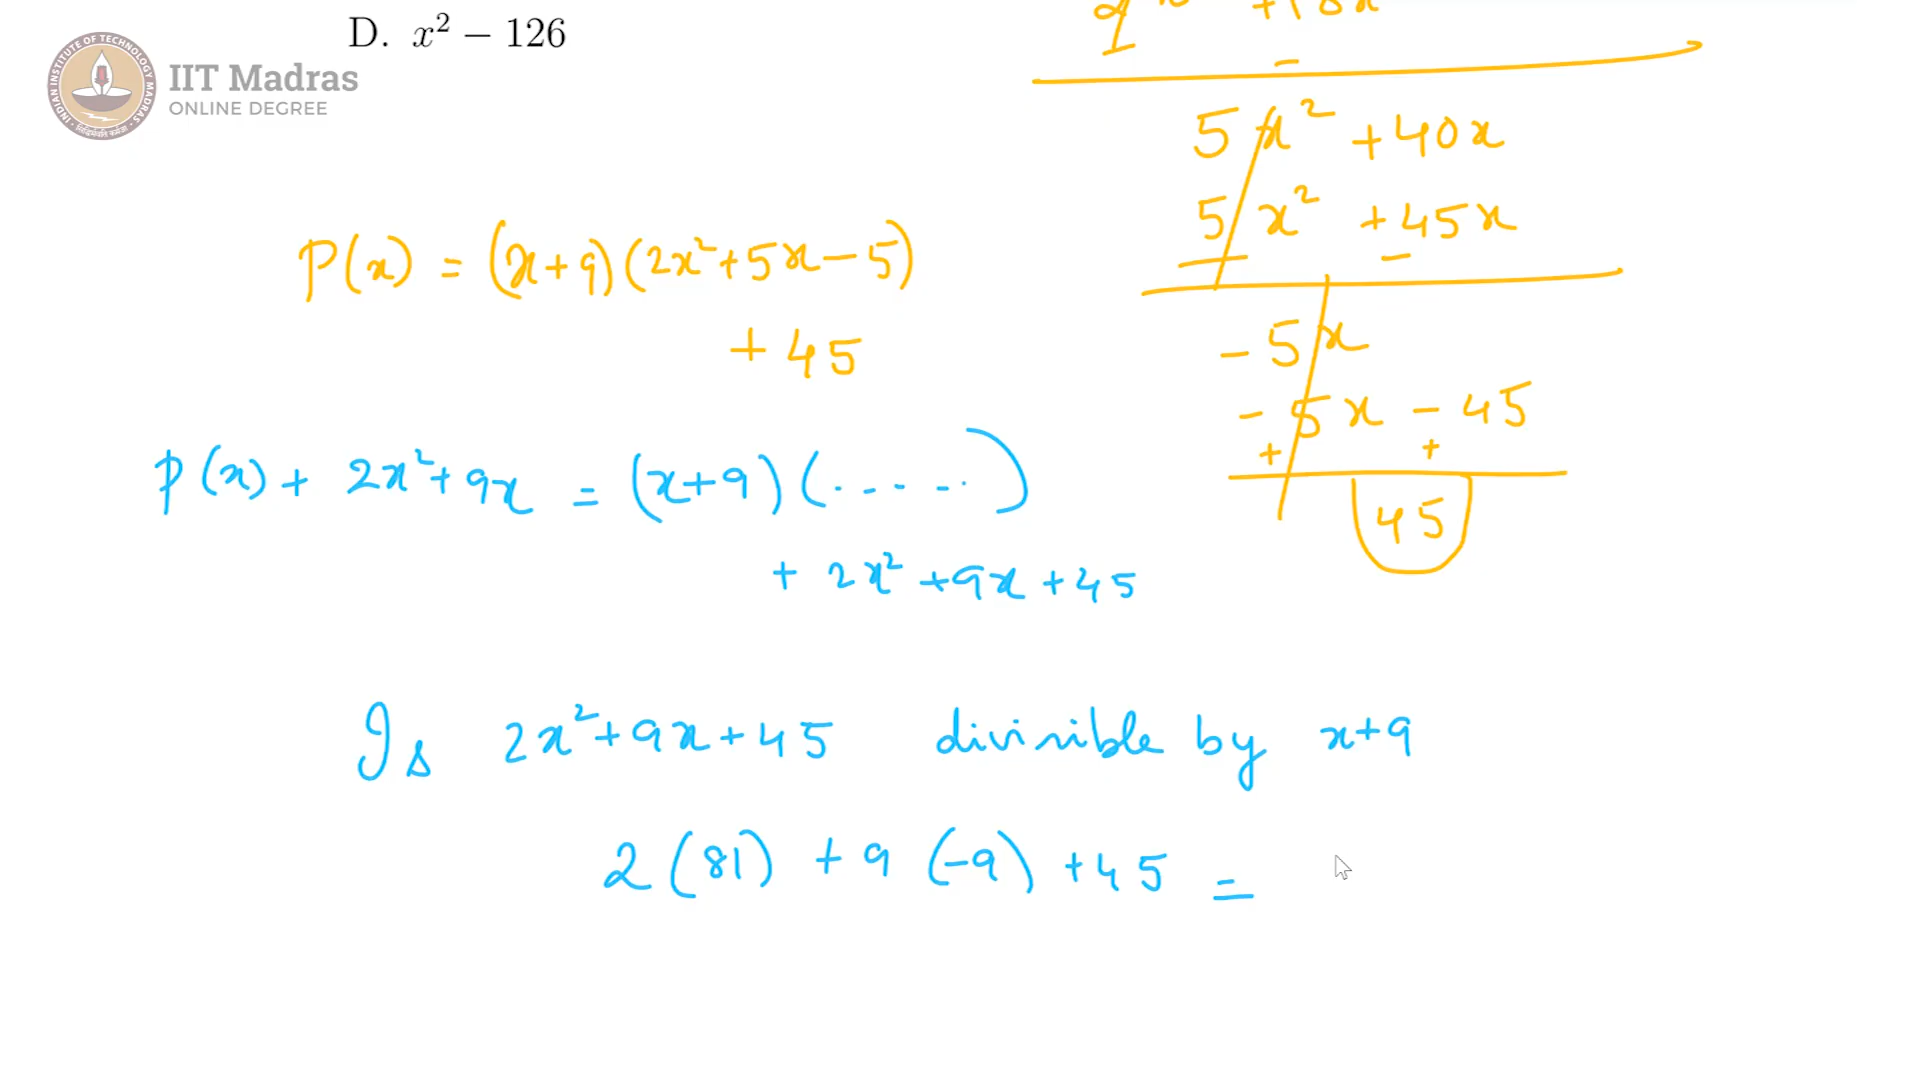 D. x² − 126
IIT Madras
ONLINE DEGREE
5x² + 40x
5x² + 45x
−
P(x) = (x+9)(2x²+5x−5)
+ 45
−5x
−5x − 45
+ +
45
P(x) + 2x²+9x = (x+9)(.....)
+ 2x² + 9x + 45
Is 2x²+9x+45 divisible by x+9
2(81) + 9(−9) + 45 =